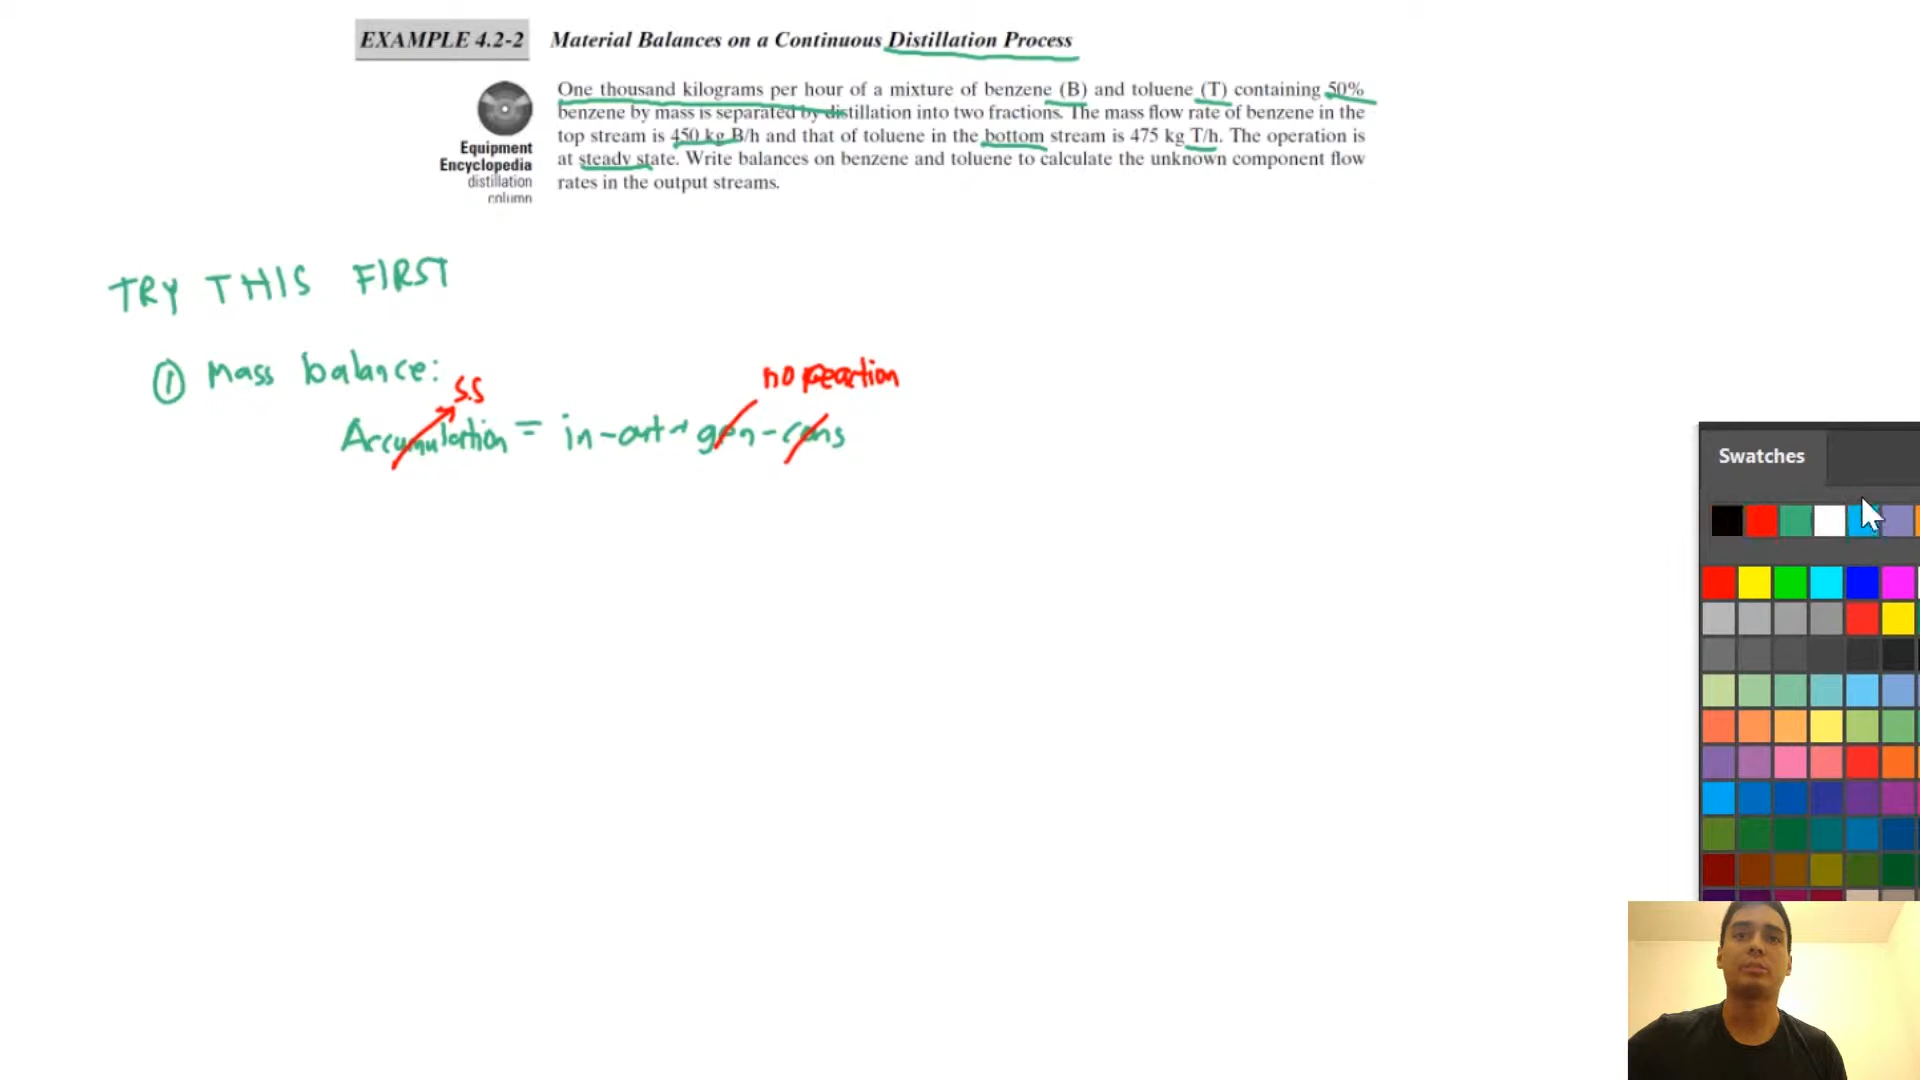 EXAMPLE 4.2-2 Material Balances on a Continuous Distillation Process
One thousand kilograms per hour of a mixture of benzene (B) and toluene (T) containing 50%
benzene by mass is separated by distillation into two fractions. The mass flow rate of benzene in the
top stream is 450 kg B/h and that of toluene in the bottom stream is 475 kg T/h. The operation is
at steady state. Write balances on benzene and toluene to calculate the unknown component flow
rates in the output streams.
Equipment
Encyclopedia
distillation
column
TRY THIS FIRST
① Mass balance:
S.S
no reaction
Accumulation = in-out+gen-cons
Swatches